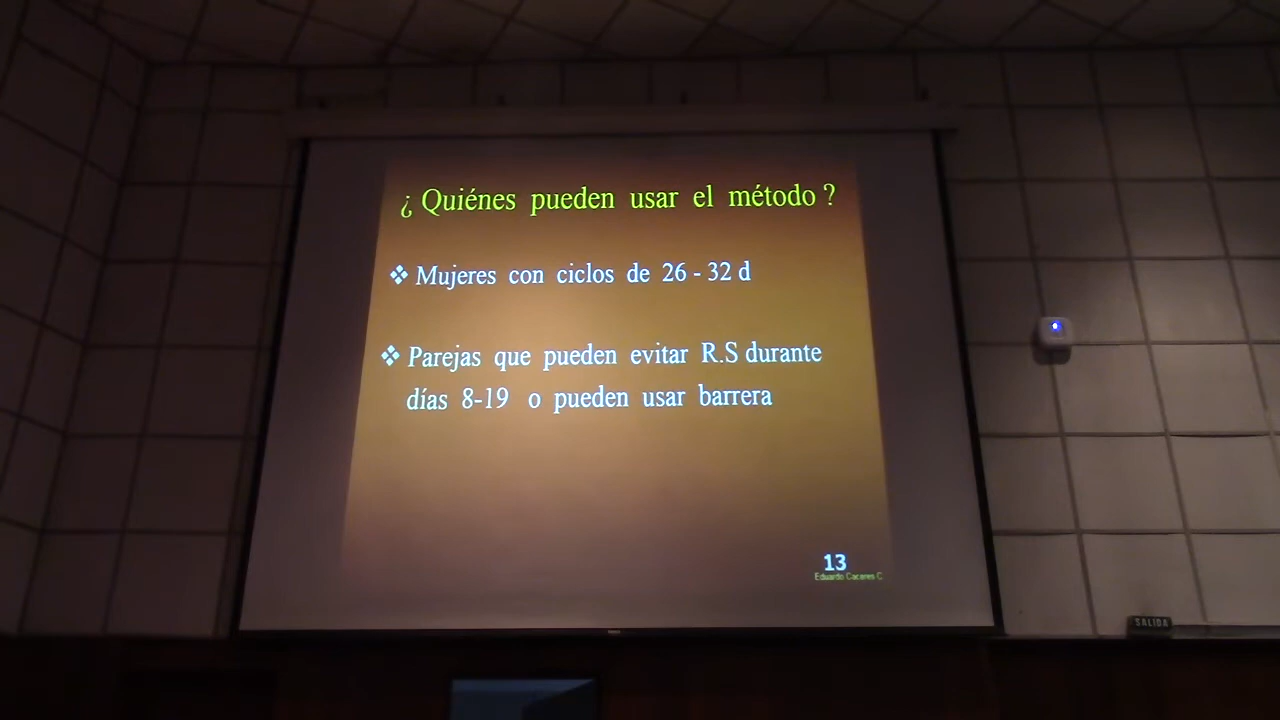 ¿ Quiénes pueden usar el método ?
❖ Mujeres con ciclos de 26 - 32 d
❖ Parejas que pueden evitar R.S durante
días 8-19 o pueden usar barrera
13
Eduardo Caceres C
SALIDA